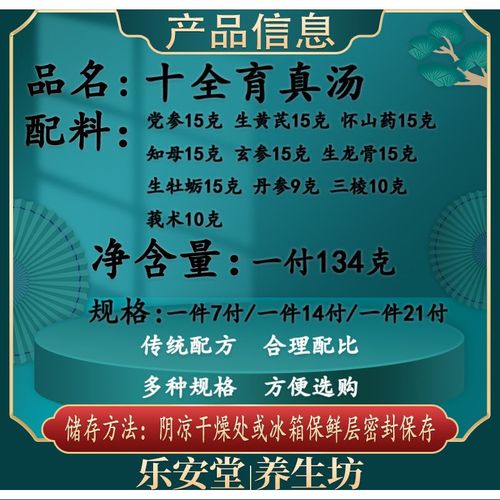 产品信息
品名：十全育真汤
配料：党参15克 生黄芪15克 怀山药15克
知母15克 玄参15克 生龙骨15克
生牡蛎15克 丹参9克 三棱10克
莪术10克
净含量：一付134克
规格：一件7付/一件14付/一件21付
传统配方 合理配比
多种规格 方便选购
储存方法：阴凉干燥处或冰箱保鲜层密封保存
乐安堂|养生坊